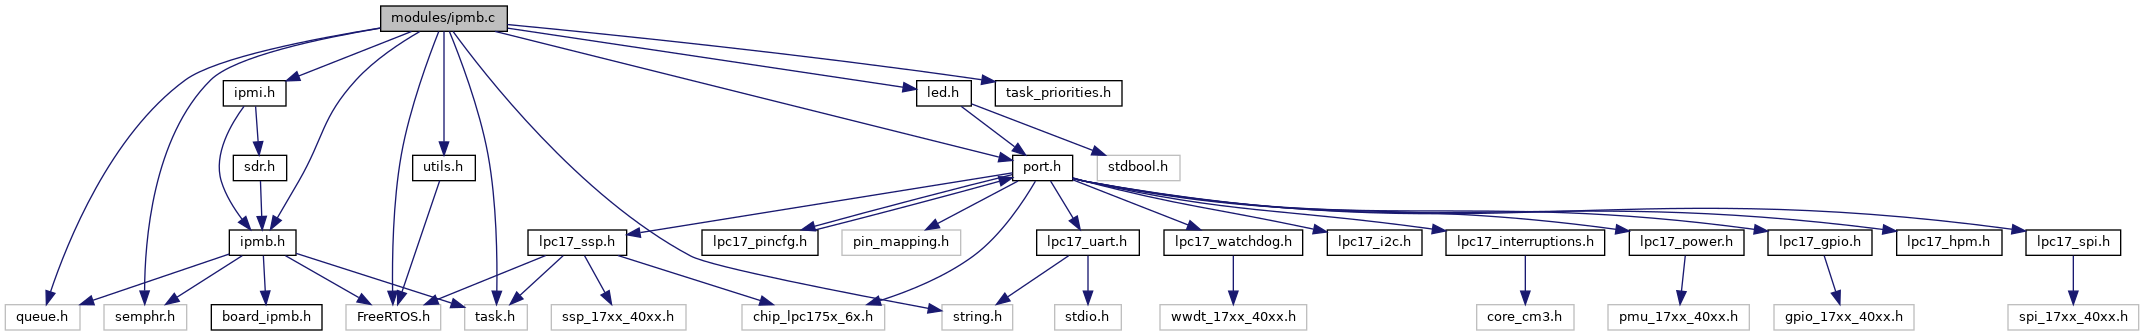 modules/ipmb.c
ipmi.h
led.h
task_priorities.h
sdr.h
utils.h
port.h
stdbool.h
ipmb.h
lpc17_ssp.h
lpc17_pincfg.h
pin_mapping.h
lpc17_uart.h
lpc17_watchdog.h
lpc17_i2c.h
lpc17_interruptions.h
lpc17_power.h
lpc17_gpio.h
lpc17_hpm.h
lpc17_spi.h
queue.h
semphr.h
board_ipmb.h
FreeRTOS.h
task.h
ssp_17xx_40xx.h
chip_lpc175x_6x.h
string.h
stdio.h
wwdt_17xx_40xx.h
core_cm3.h
pmu_17xx_40xx.h
gpio_17xx_40xx.h
spi_17xx_40xx.h